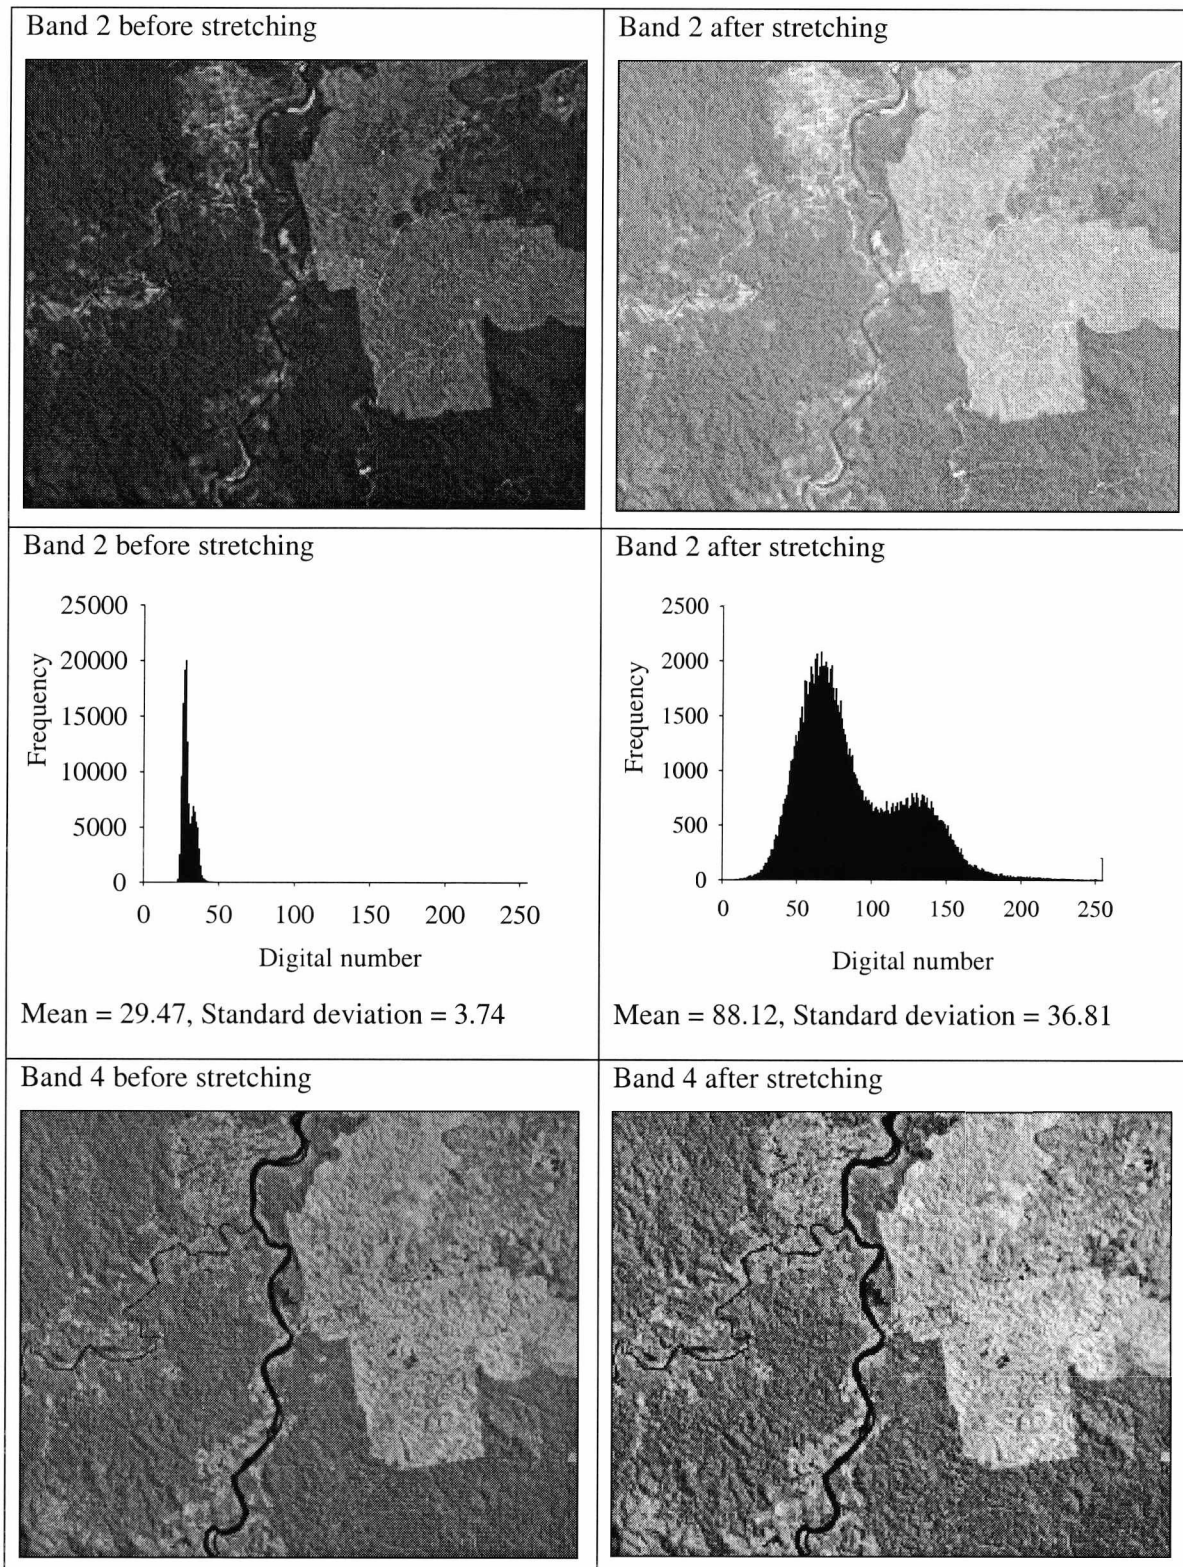 Band 2 before stretching
Band 2 after stretching
Band 2 before stretching
25000
20000
15000
10000
5000
0
Frequency
0 50 100 150 200 250
Digital number
Mean = 29.47, Standard deviation = 3.74
Band 2 after stretching
2500
2000
1500
1000
500
0
Frequency
0 50 100 150 200 250
Digital number
Mean = 88.12, Standard deviation = 36.81
Band 4 before stretching
Band 4 after stretching